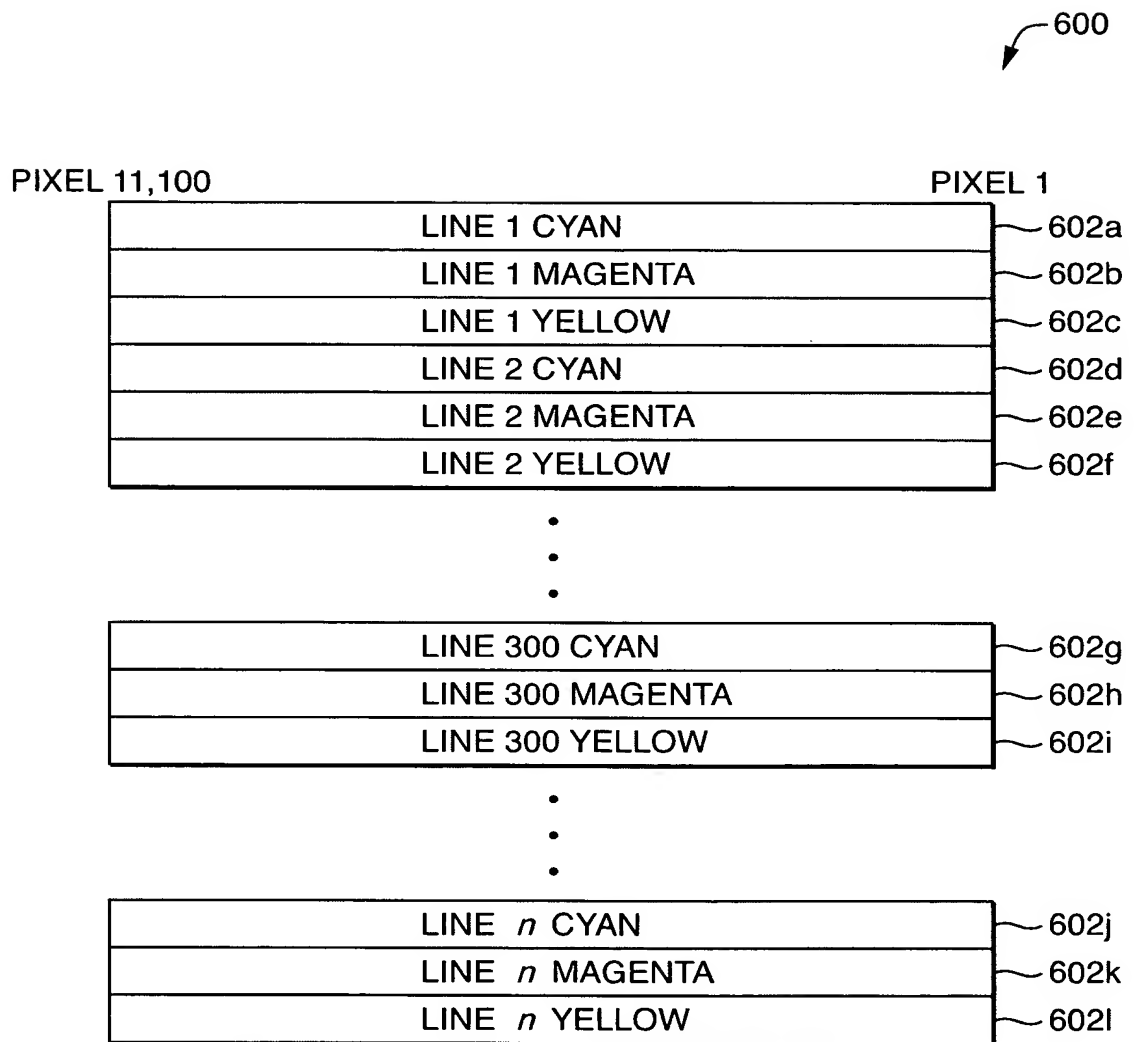 600
PIXEL 11,100 PIXEL 1
LINE 1 CYAN 602a
LINE 1 MAGENTA 602b
LINE 1 YELLOW 602c
LINE 2 CYAN 602d
LINE 2 MAGENTA 602e
LINE 2 YELLOW 602f
LINE 300 CYAN 602g
LINE 300 MAGENTA 602h
LINE 300 YELLOW 602i
LINE n CYAN 602j
LINE n MAGENTA 602k
LINE n YELLOW 602l